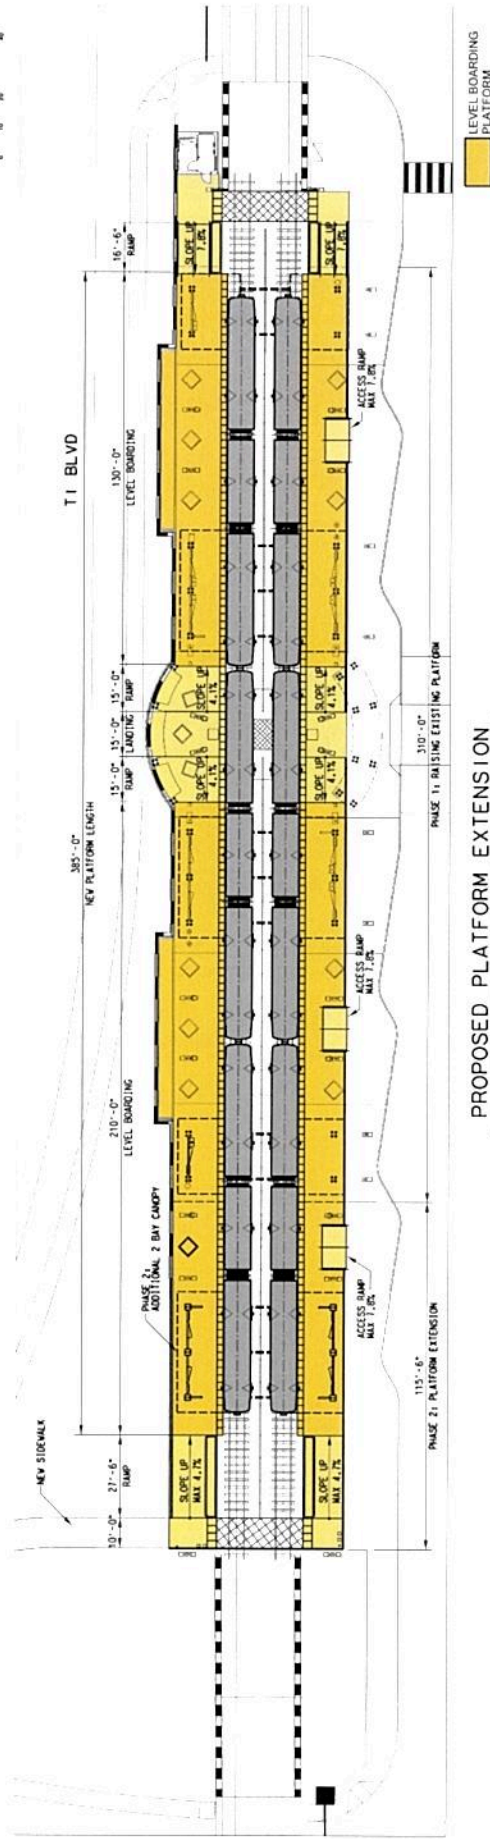 LEVEL BOARDING
PLATFORM
T I BLVD
16'-6"
RAMP
130'-0"
LEVEL BOARDING
15'-0"
RAMP
15'-0"
LANDING
15'-0"
RAMP
385'-0"
NEW PLATFORM LENGTH
210'-0"
LEVEL BOARDING
PHASE 2:
ADDITIONAL 2 BAY CANOPY
NEW SIDEWALK
27'-6"
RAMP
10'-0"
SLOPE UP
7.8%
SLOPE UP
7.8%
SLOPE UP
4.1%
SLOPE UP
4.1%
SLOPE UP
4.1%
SLOPE UP
4.1%
SLOPE UP
MAX 4.7%
SLOPE UP
MAX 4.7%
ACCESS RAMP
MAX 7.8%
ACCESS RAMP
MAX 7.8%
ACCESS RAMP
MAX 7.8%
310'-0"
PHASE 1: RAISING EXISTING PLATFORM
115'-6"
PHASE 2: PLATFORM EXTENSION
PROPOSED PLATFORM EXTENSION